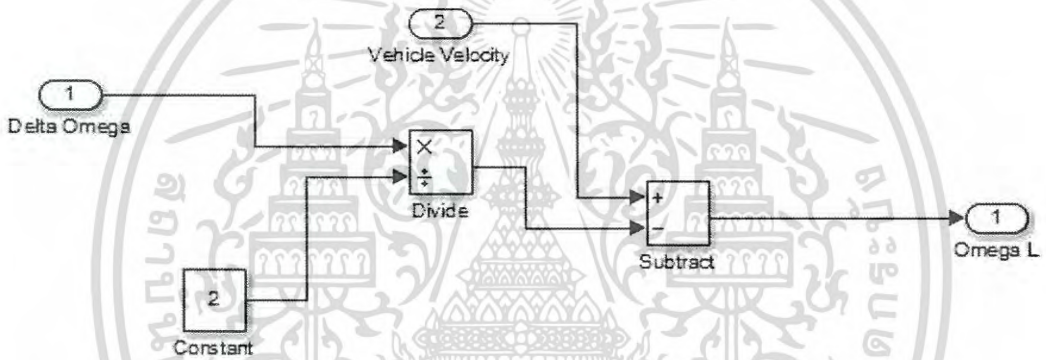 2
Vehicle Velocity
1
Delta Omega
×
÷
Divide
+
−
Subtract
1
Omega L
2
Constant